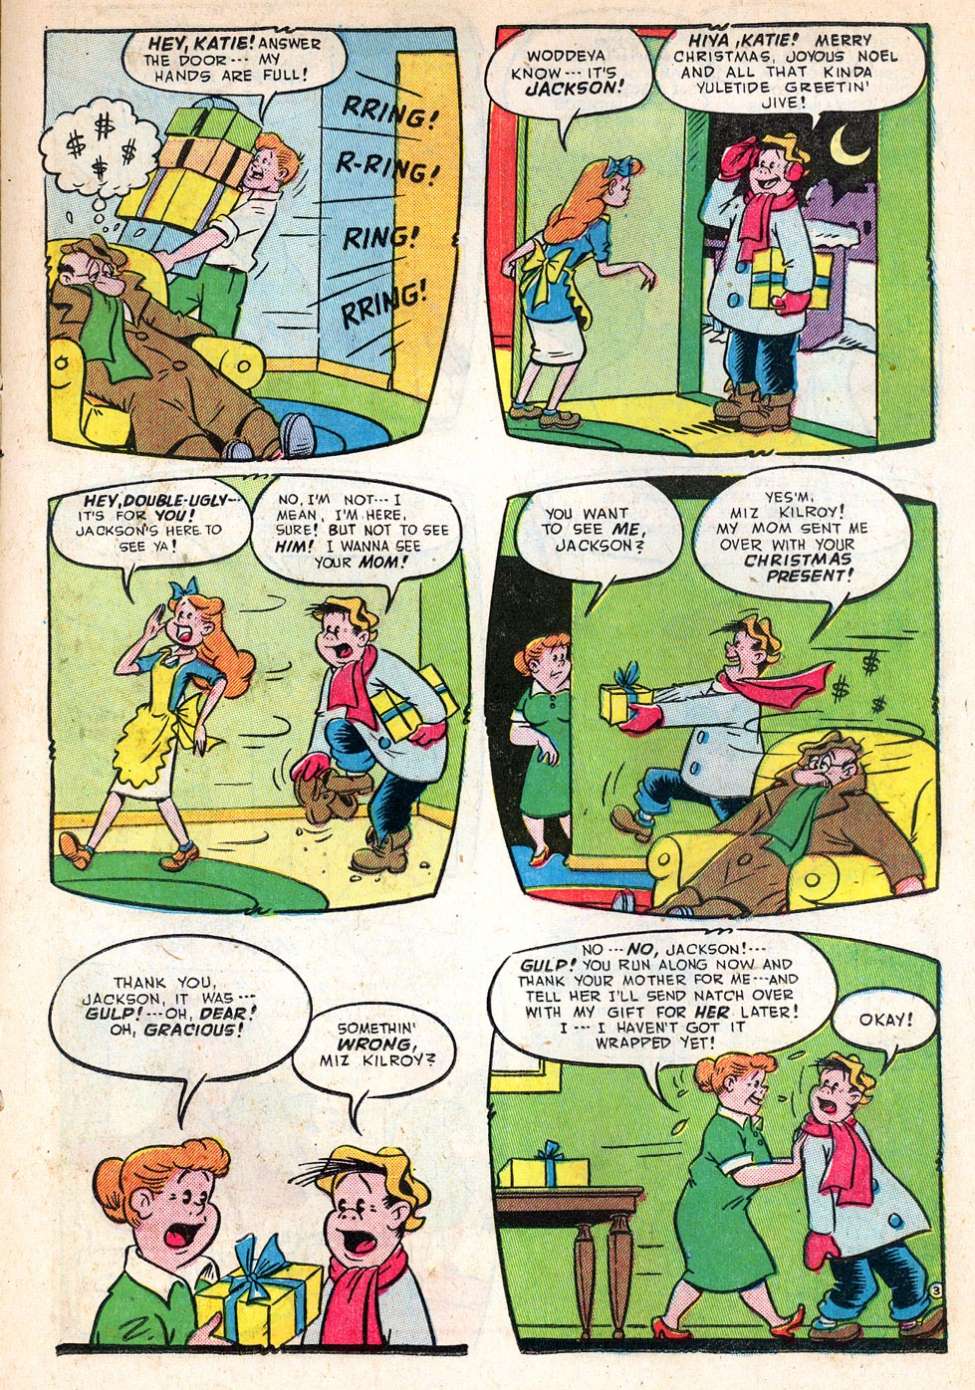 HEY, KATIE! ANSWER
THE DOOR--- MY
HANDS ARE FULL!
$ $ $ $
RRING!
R-RING!
RING!
RRING!
WODDEYA
KNOW--- IT'S
JACKSON!
HIYA, KATIE! MERRY
CHRISTMAS, JOYOUS NOEL
AND ALL THAT KINDA
YULETIDE GREETIN'
JIVE!
HEY, DOUBLE-UGLY--
IT'S FOR YOU!
JACKSON'S HERE TO
SEE YA!
NO, I'M NOT--- I
MEAN, I'M HERE,
SURE! BUT NOT TO SEE
HIM! I WANNA SEE
YOUR MOM!
YOU WANT
TO SEE ME,
JACKSON?
YES'M,
MIZ KILROY!
MY MOM SENT ME
OVER WITH YOUR
CHRISTMAS
PRESENT!
$
$
$
THANK YOU,
JACKSON, IT WAS---
GULP!---OH, DEAR!
OH, GRACIOUS!
SOMETHIN'
WRONG,
MIZ KILROY?
NO---NO, JACKSON!---
GULP! YOU RUN ALONG NOW AND
THANK YOUR MOTHER FOR ME---AND
TELL HER I'LL SEND NATCH OVER
WITH MY GIFT FOR HER LATER!
I---I HAVEN'T GOT IT
WRAPPED YET!
OKAY!
3